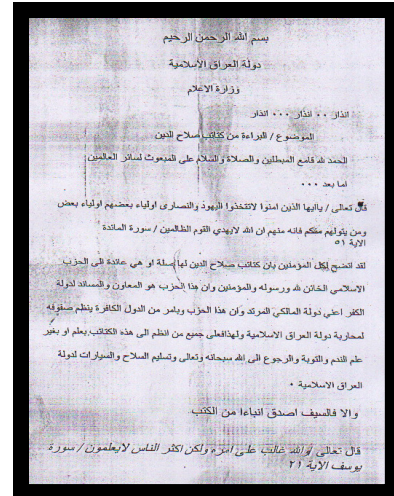 بسم الله الرحمن الرحيم
دولة العراق الاسلامية
وزارة الاعلام
انذار ٠٠ انذار ٠٠٠ انذار
الموضوع / البراءة من كتائب صلاح الدين
الحمد لله قامع المبطلين والصلاة والسلام على المبعوث لسائر العالمين
اما بعد ٠٠٠
قال تعالى / ياايها الذين امنوا لاتتخذوا اليهود والنصارى اولياء بعضهم اولياء بعض
ومن يتولهم منكم فانه منهم ان الله لايهدي القوم الظالمين / سورة المائدة
الاية ٥١
لقد اتضح لكل المؤمنين بان كتائب صلاح الدين لها صلة او هي عائدة الى الحزب
الاسلامي الخائن لله ورسوله والمؤمنين وان هذا الحزب هو المعاون والمساند لدولة
الكفر اعني دولة المالكي المرتد وان هذا الحزب وبامر من الدول الكافرة ينظم صفوفه
لمحاربة دولة العراق الاسلامية ولهذافعلى جميع من انظم الى هذه الكتائب بعلم او بغير
علم الندم والتوبة والرجوع الى الله سبحانه وتعالى وتسليم السلاح والسيارات لدولة
العراق الاسلامية ٠
والا فالسيف اصدق انباءا من الكتب
قال تعالى / والله غالب على امره ولكن اكثر الناس لايعلمون / سورة
يوسف الاية ٢١